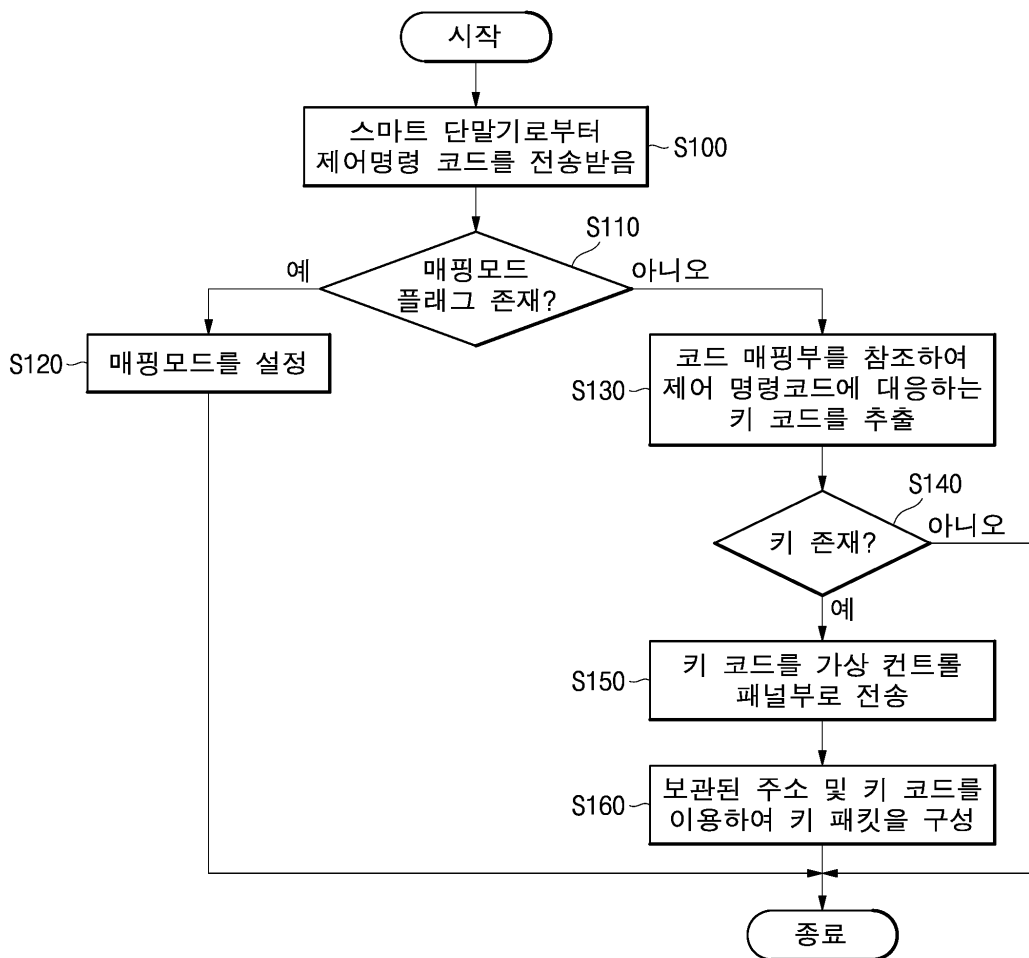 시작
스마트 단말기로부터
제어명령 코드를 전송받음
S100
S110
매핑모드
플래그 존재?
예
아니오
S120
매핑모드를 설정
S130
코드 매핑부를 참조하여
제어 명령코드에 대응하는
키 코드를 추출
S140
키 존재?
아니오
예
S150
키 코드를 가상 컨트롤
패널부로 전송
S160
보관된 주소 및 키 코드를
이용하여 키 패킷을 구성
종료